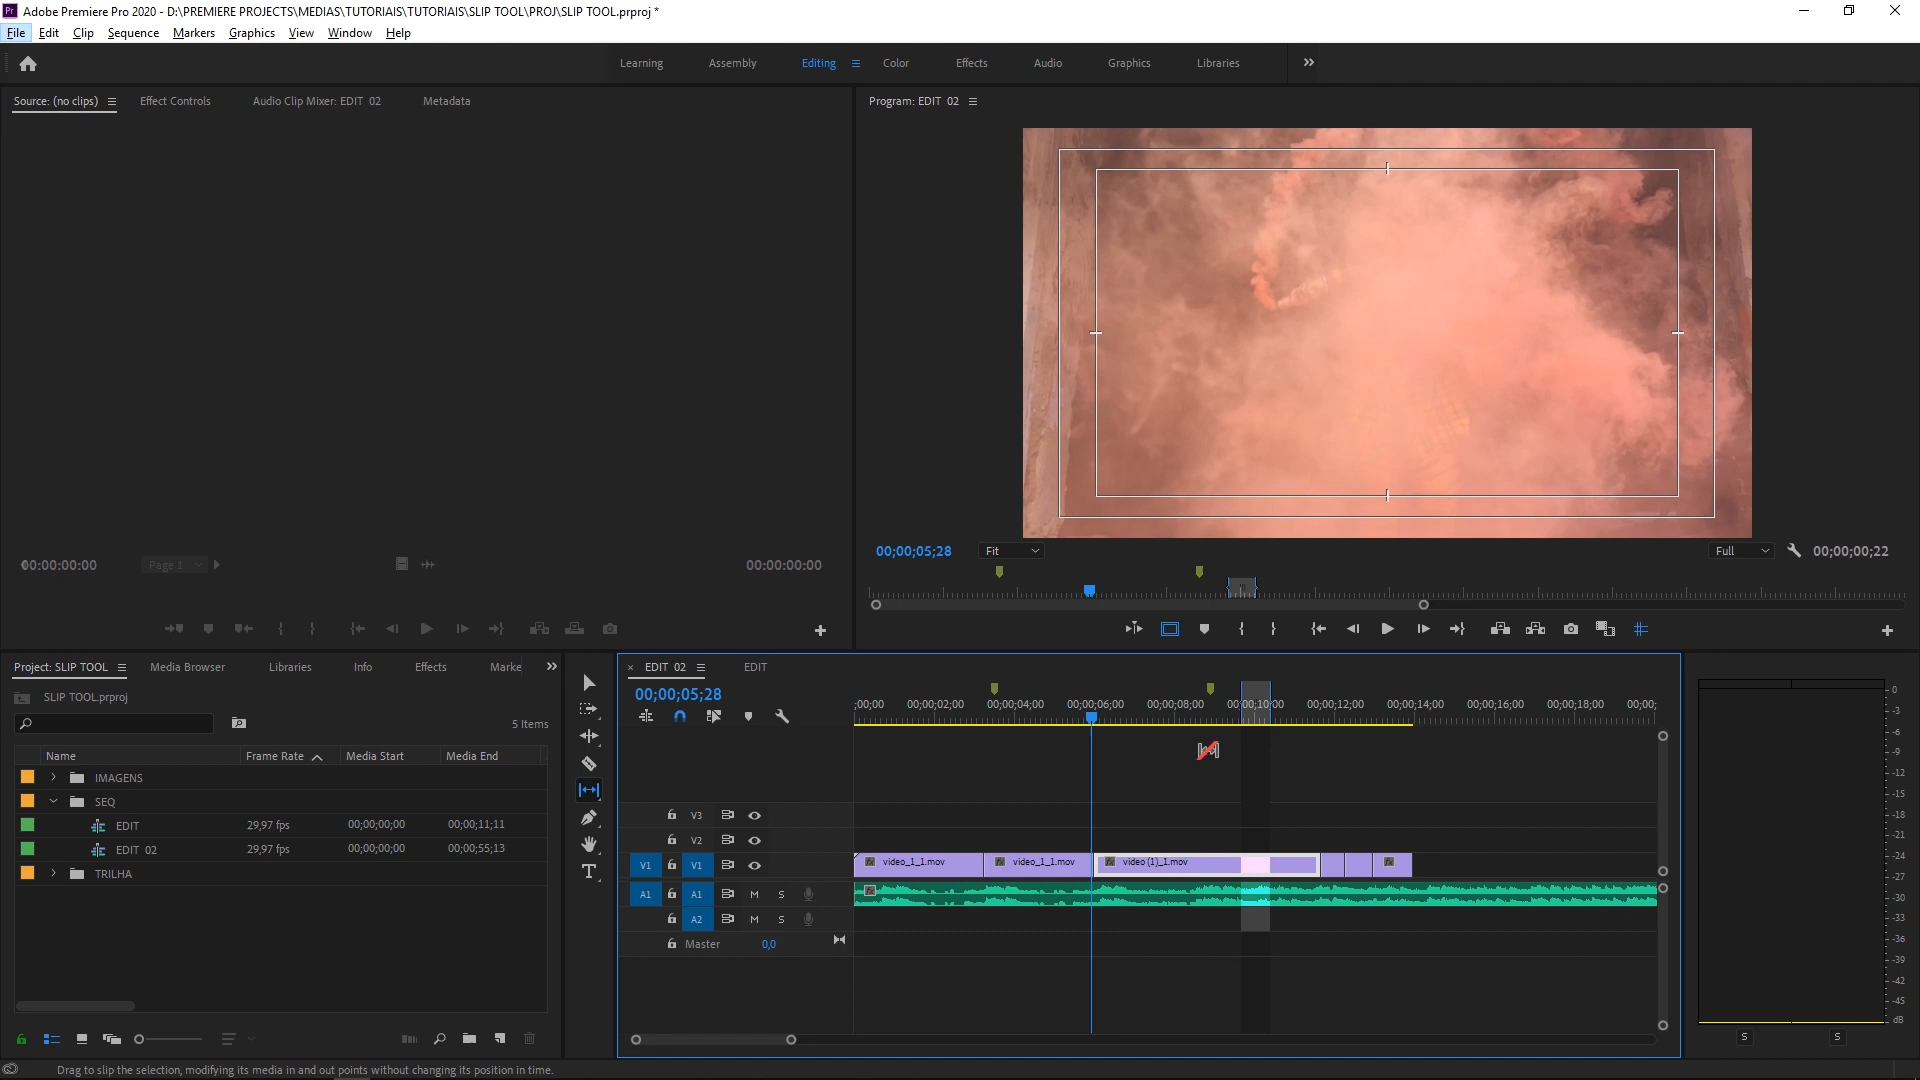 Pr Adobe Premiere Pro 2020 - D:\PREMIERE PROJECTS\MEDIAS\TUTORIAIS\TUTORIAIS\SLIP TOOL\PROJ\SLIP TOOL.prproj *
File Edit Clip Sequence Markers Graphics View Window Help
Learning Assembly Editing Color Effects Audio Graphics Libraries
Source: (no clips) Effect Controls Audio Clip Mixer: EDIT 02 Metadata
Program: EDIT 02
00:00:00:00 Page 1 00:00:00:00
00;00;05;28 Fit Full 00;00;00;22
Project: SLIP TOOL Media Browser Libraries Info Effects Marke
SLIP TOOL.prproj
5 Items
Name Frame Rate Media Start Media End
IMAGENS
SEQ
EDIT 29,97 fps 00;00;00;00 00;00;11;11
EDIT 02 29,97 fps 00;00;00;00 00;00;55;13
TRILHA
× EDIT 02 EDIT
00;00;05;28
;00;00 00;00;02;00 00;00;04;00 00;00;06;00 00;00;08;00 00;00;10;00 00;00;12;00 00;00;14;00 00;00;16;00 00;00;18;00 00;00;
V3
V2
V1 V1 fx video_1_1.mov fx video_1_1.mov fx video (1)_1.mov fx
A1 A1 M S fx
A2 M S
Master 0,0
0
-3
-6
-9
-12
-15
-18
-21
-24
-27
-30
-33
-36
-39
-42
-45
dB
S S
Drag to slip the selection, modifying its media in and out points without changing its position in time.